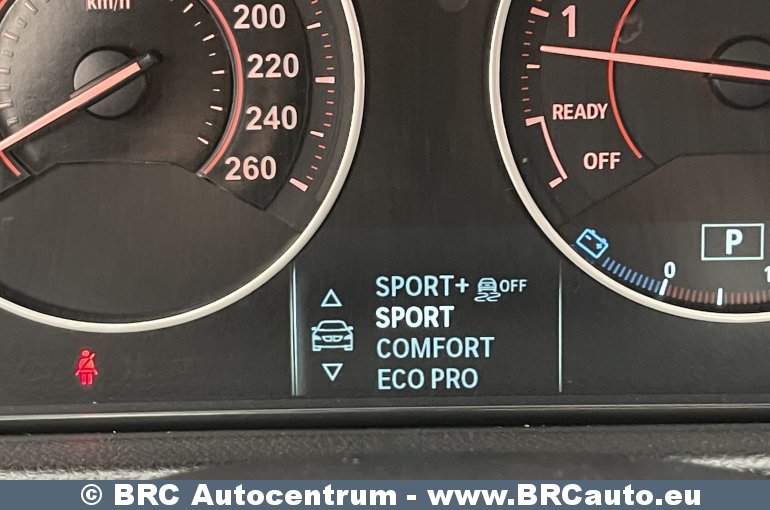 km/h
200
220
240
260
1
READY
OFF
P
0
SPORT+ OFF
SPORT
COMFORT
ECO PRO
© BRC Autocentrum - www.BRCauto.eu